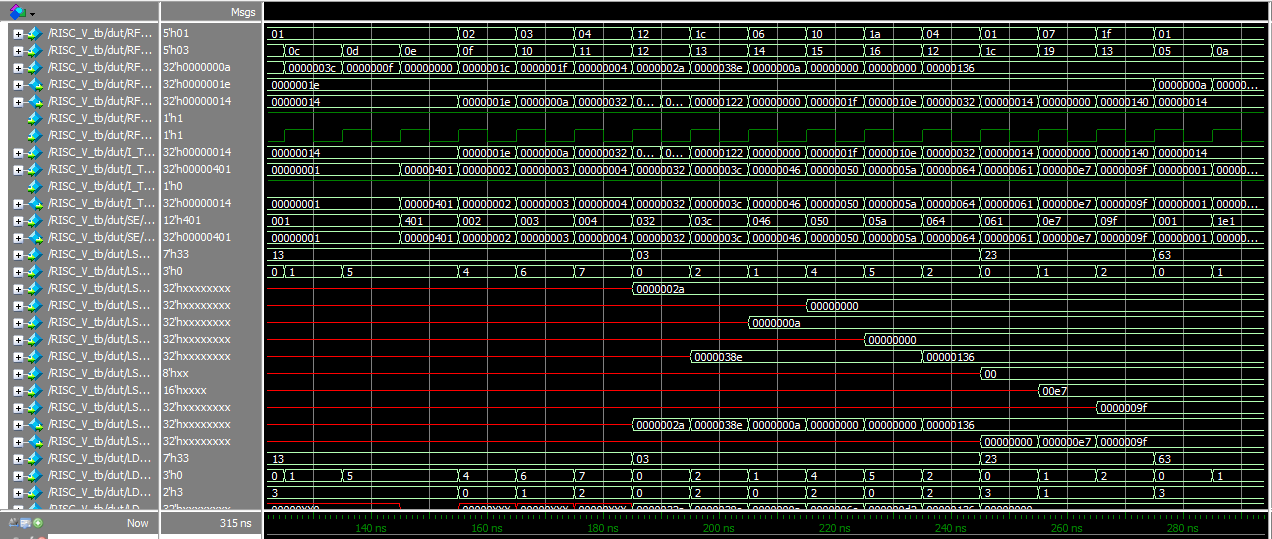 Msgs
/RISC_V_tb/dut/RF... 5'h01 01 02 03 04 12 1c 06 10 1a 04 01 07 1f 01
/RISC_V_tb/dut/RF... 5'h03 0c 0d 0e 0f 10 11 12 13 14 15 16 12 1c 19 13 05 0a
/RISC_V_tb/dut/RF... 32'h0000000a 0000003c 0000000f 00000000 0000001c 0000001f 00000004 0000002a 0000038e 0000000a 00000000 00000000 00000136
/RISC_V_tb/dut/RF... 32'h0000001e 0000001e 0000000a 00000...
/RISC_V_tb/dut/RF... 32'h00000014 00000014 0000001e 0000000a 00000032 0... 0... 00000122 00000000 0000001f 0000010e 00000032 00000014 00000000 00000140 00000014
/RISC_V_tb/dut/RF... 1'h1
/RISC_V_tb/dut/RF... 1'h1
/RISC_V_tb/dut/I_T... 32'h00000014 00000014 0000001e 0000000a 00000032 0... 0... 00000122 00000000 0000001f 0000010e 00000032 00000014 00000000 00000140 00000014
/RISC_V_tb/dut/I_T... 32'h00000401 00000001 00000401 00000002 00000003 00000004 00000032 0000003c 00000046 00000050 0000005a 00000064 00000061 000000e7 0000009f 00000001 00000...
/RISC_V_tb/dut/I_T... 1'h0
/RISC_V_tb/dut/I_T... 32'h00000014 00000001 00000401 00000002 00000003 00000004 00000032 0000003c 00000046 00000050 0000005a 00000064 00000061 000000e7 0000009f 00000001 00000...
/RISC_V_tb/dut/SE/... 12'h401 001 401 002 003 004 032 03c 046 050 05a 064 061 0e7 09f 001 1e1
/RISC_V_tb/dut/SE/... 32'h00000401 00000001 00000401 00000002 00000003 00000004 00000032 0000003c 00000046 00000050 0000005a 00000064 00000061 000000e7 0000009f 00000001 00000...
/RISC_V_tb/dut/LS... 7'h33 13 03 23 63
/RISC_V_tb/dut/LS... 3'h0 0 1 5 4 6 7 0 2 1 4 5 2 0 1 2 0 1
/RISC_V_tb/dut/LS... 32'hxxxxxxxx 0000002a
/RISC_V_tb/dut/LS... 32'hxxxxxxxx 00000000
/RISC_V_tb/dut/LS... 32'hxxxxxxxx 0000000a
/RISC_V_tb/dut/LS... 32'hxxxxxxxx 00000000
/RISC_V_tb/dut/LS... 32'hxxxxxxxx 0000038e 00000136
/RISC_V_tb/dut/LS... 8'hxx 00
/RISC_V_tb/dut/LS... 16'hxxxx 00e7
/RISC_V_tb/dut/LS... 32'hxxxxxxxx 0000009f
/RISC_V_tb/dut/LS... 32'hxxxxxxxx 0000002a 0000038e 0000000a 00000000 00000000 00000136
/RISC_V_tb/dut/LS... 32'hxxxxxxxx 00000000 000000e7 0000009f
/RISC_V_tb/dut/LD... 7'h33 13 03 23 63
/RISC_V_tb/dut/LD... 3'h0 0 1 5 4 6 7 0 2 1 4 5 2 0 1 2 0 1
/RISC_V_tb/dut/LD... 2'h3 3 0 1 2 0 2 0 2 0 2 3 1 3
Now 315 ns 140 ns 160 ns 180 ns 200 ns 220 ns 240 ns 260 ns 280 ns